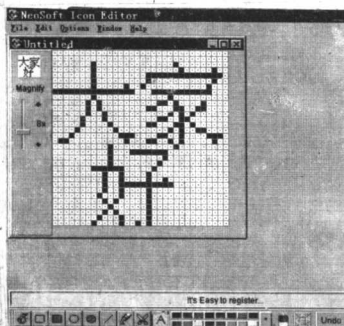 NeoSoft Icon Editor
File Edit Options Window Help
Untitled
大家
好
Magnify
8x
大家
好
It's Easy to register...
A
Undo